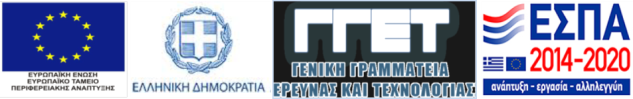 ΕΥΡΩΠΑΪΚΗ ΕΝΩΣΗ
ΕΥΡΩΠΑΪΚΟ ΤΑΜΕΙΟ
ΠΕΡΙΦΕΡΕΙΑΚΗΣ ΑΝΑΠΤΥΞΗΣ
ΕΛΛΗΝΙΚΗ ΔΗΜΟΚΡΑΤΙΑ
ΓΓΕΤ
ΓΕΝΙΚΗ ΓΡΑΜΜΑΤΕΙΑ
ΕΡΕΥΝΑΣ ΚΑΙ ΤΕΧΝΟΛΟΓΙΑΣ
ΕΣΠΑ
2014-2020
ανάπτυξη - εργασία - αλληλεγγύη